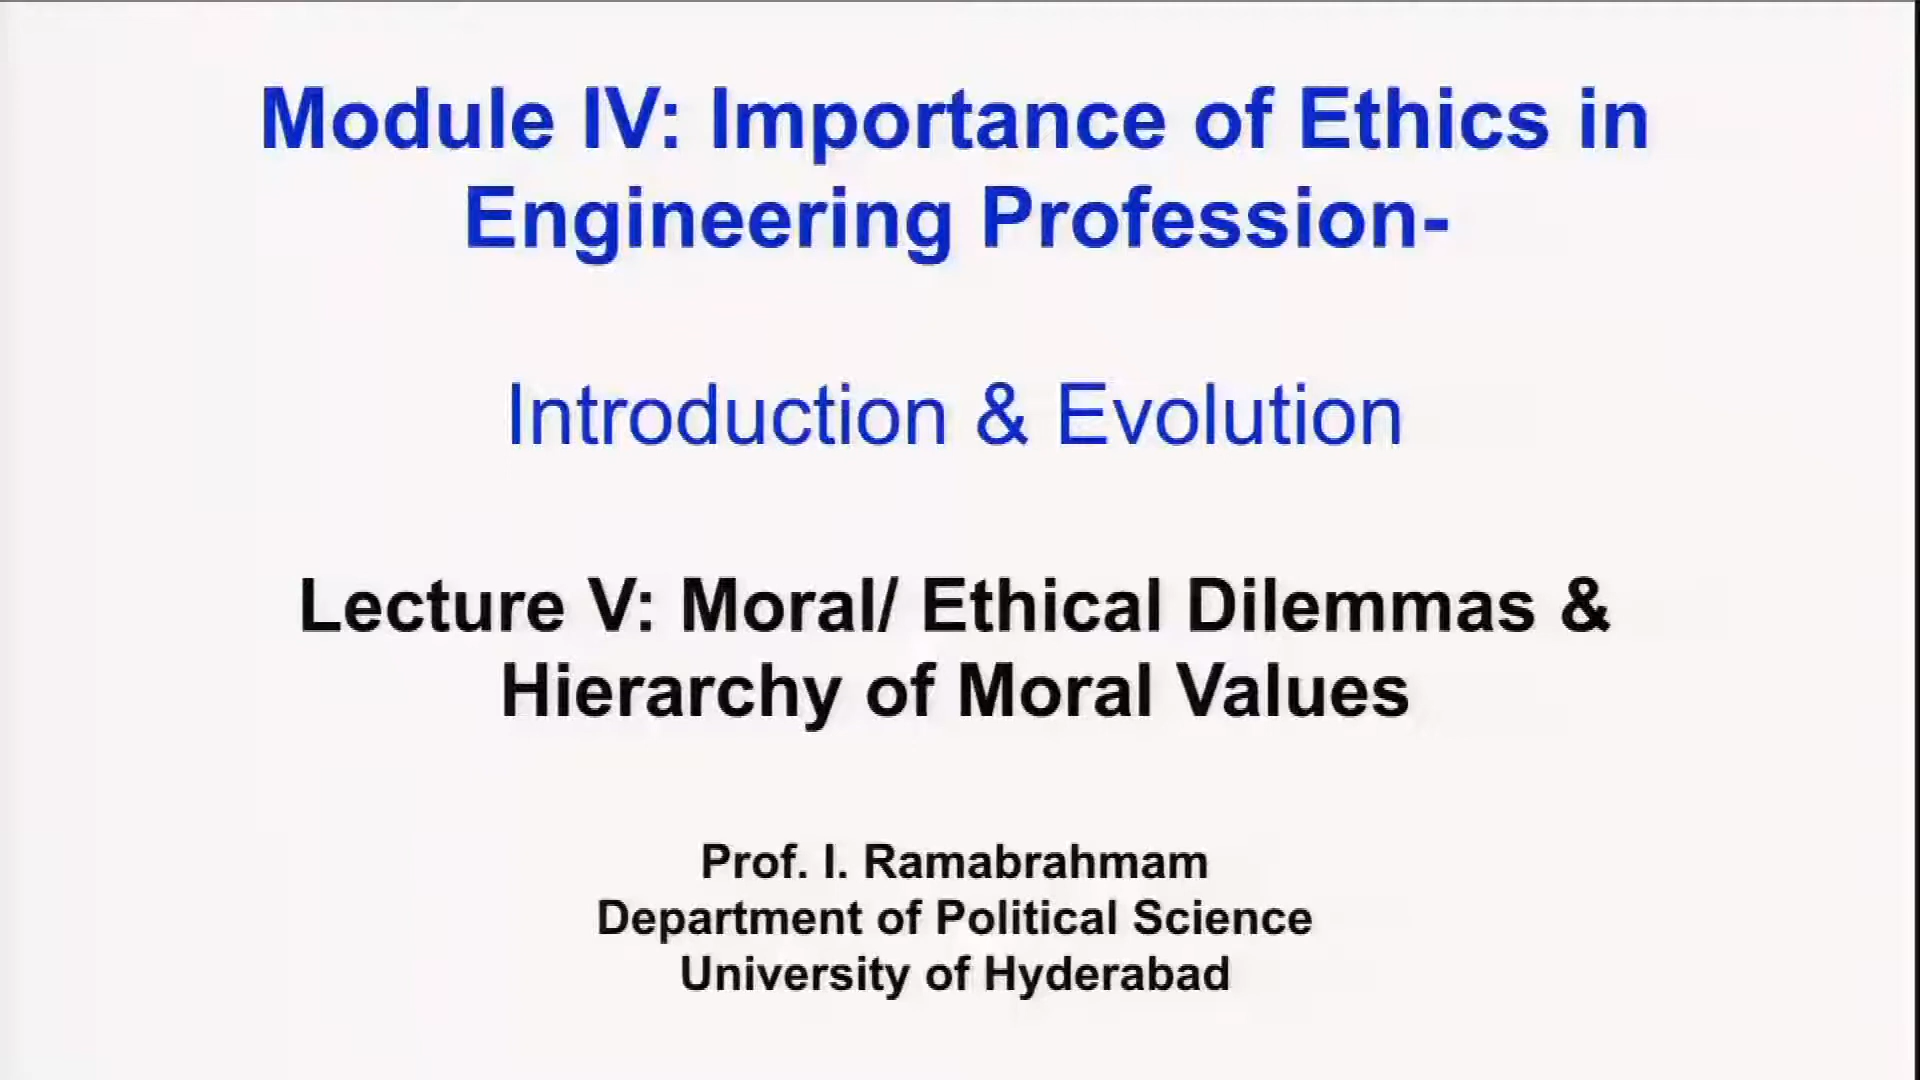 Module IV: Importance of Ethics in
Engineering Profession-
Introduction & Evolution
Lecture V: Moral/ Ethical Dilemmas &
Hierarchy of Moral Values
Prof. I. Ramabrahmam
Department of Political Science
University of Hyderabad